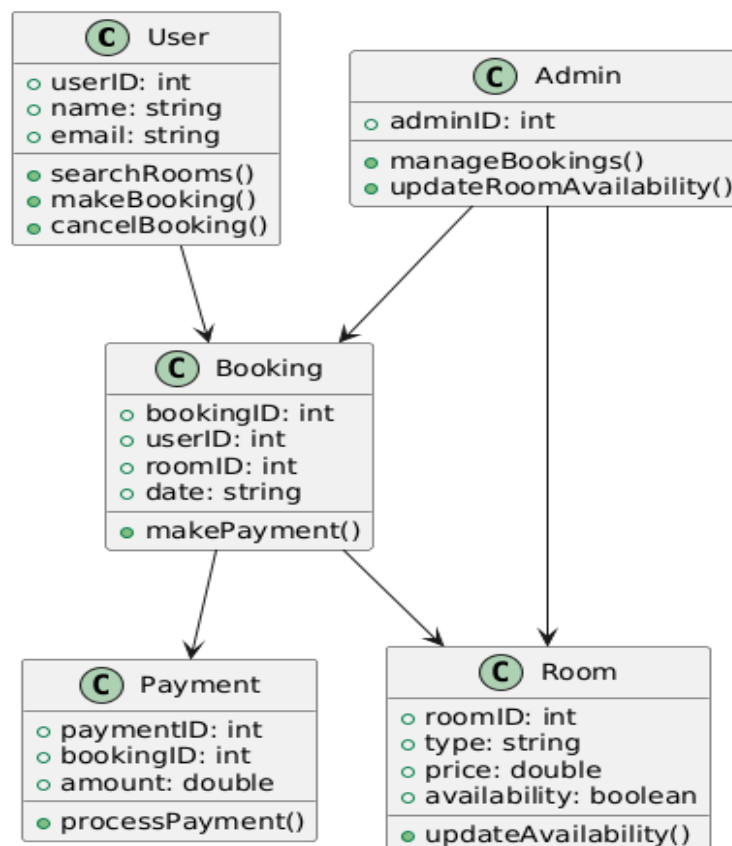 C User
userID: int
name: string
email: string
searchRooms()
makeBooking()
cancelBooking()
C Admin
adminID: int
manageBookings()
updateRoomAvailability()
C Booking
bookingID: int
userID: int
roomID: int
date: string
makePayment()
C Payment
paymentID: int
bookingID: int
amount: double
processPayment()
C Room
roomID: int
type: string
price: double
availability: boolean
updateAvailability()